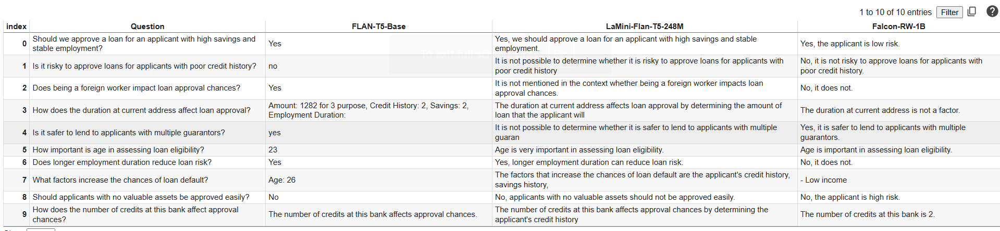 1 to 10 of 10 entries Filter
index Question FLAN-T5-Base LaMini-Flan-T5-248M Falcon-RW-1B
0 Should we approve a loan for an applicant with high savings and stable employment? Yes Yes, we should approve a loan for an applicant with high savings and stable employment. Yes, the applicant is low risk.
1 Is it risky to approve loans for applicants with poor credit history? no It is not possible to determine whether it is risky to approve loans for applicants with poor credit history No, it is not risky to approve loans for applicants with poor credit history.
2 Does being a foreign worker impact loan approval chances? Yes It is not mentioned in the context whether being a foreign worker impacts loan approval chances. No, it does not.
3 How does the duration at current address affect loan approval? Amount: 1282 for 3 purpose, Credit History: 2, Savings: 2, Employment Duration: The duration at current address affects loan approval by determining the amount of loan that the applicant will The duration at current address is not a factor.
4 Is it safer to lend to applicants with multiple guarantors? yes It is not possible to determine whether it is safer to lend to applicants with multiple guaran Yes, it is safer to lend to applicants with multiple guarantors.
5 How important is age in assessing loan eligibility? 23 Age is very important in assessing loan eligibility. Age is important in assessing loan eligibility.
6 Does longer employment duration reduce loan risk? Yes Yes, longer employment duration can reduce loan risk. No, it does not.
7 What factors increase the chances of loan default? Age: 26 The factors that increase the chances of loan default are the applicant's credit history, savings history, - Low income
8 Should applicants with no valuable assets be approved easily? No No, applicants with no valuable assets should not be approved easily. No, the applicant is high risk.
9 How does the number of credits at this bank affect approval chances? The number of credits at this bank affects approval chances. The number of credits at this bank affects approval chances by determining the applicant's credit history The number of credits at this bank is 2.